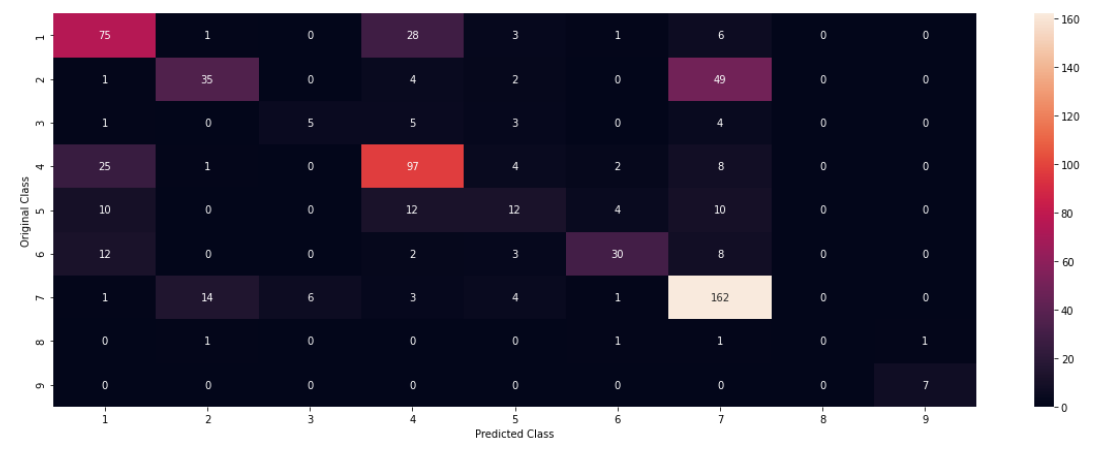 1 75 1 0 28 3 1 6 0 0
2 1 35 0 4 2 0 49 0 0
3 1 0 5 5 3 0 4 0 0
4 25 1 0 97 4 2 8 0 0
5 10 0 0 12 12 4 10 0 0
6 12 0 0 2 3 30 8 0 0
7 1 14 6 3 4 1 162 0 0
8 0 1 0 0 0 1 1 0 1
9 0 0 0 0 0 0 0 0 7
1 2 3 4 5 6 7 8 9
Predicted Class
Original Class
160
140
120
100
80
60
40
20
0